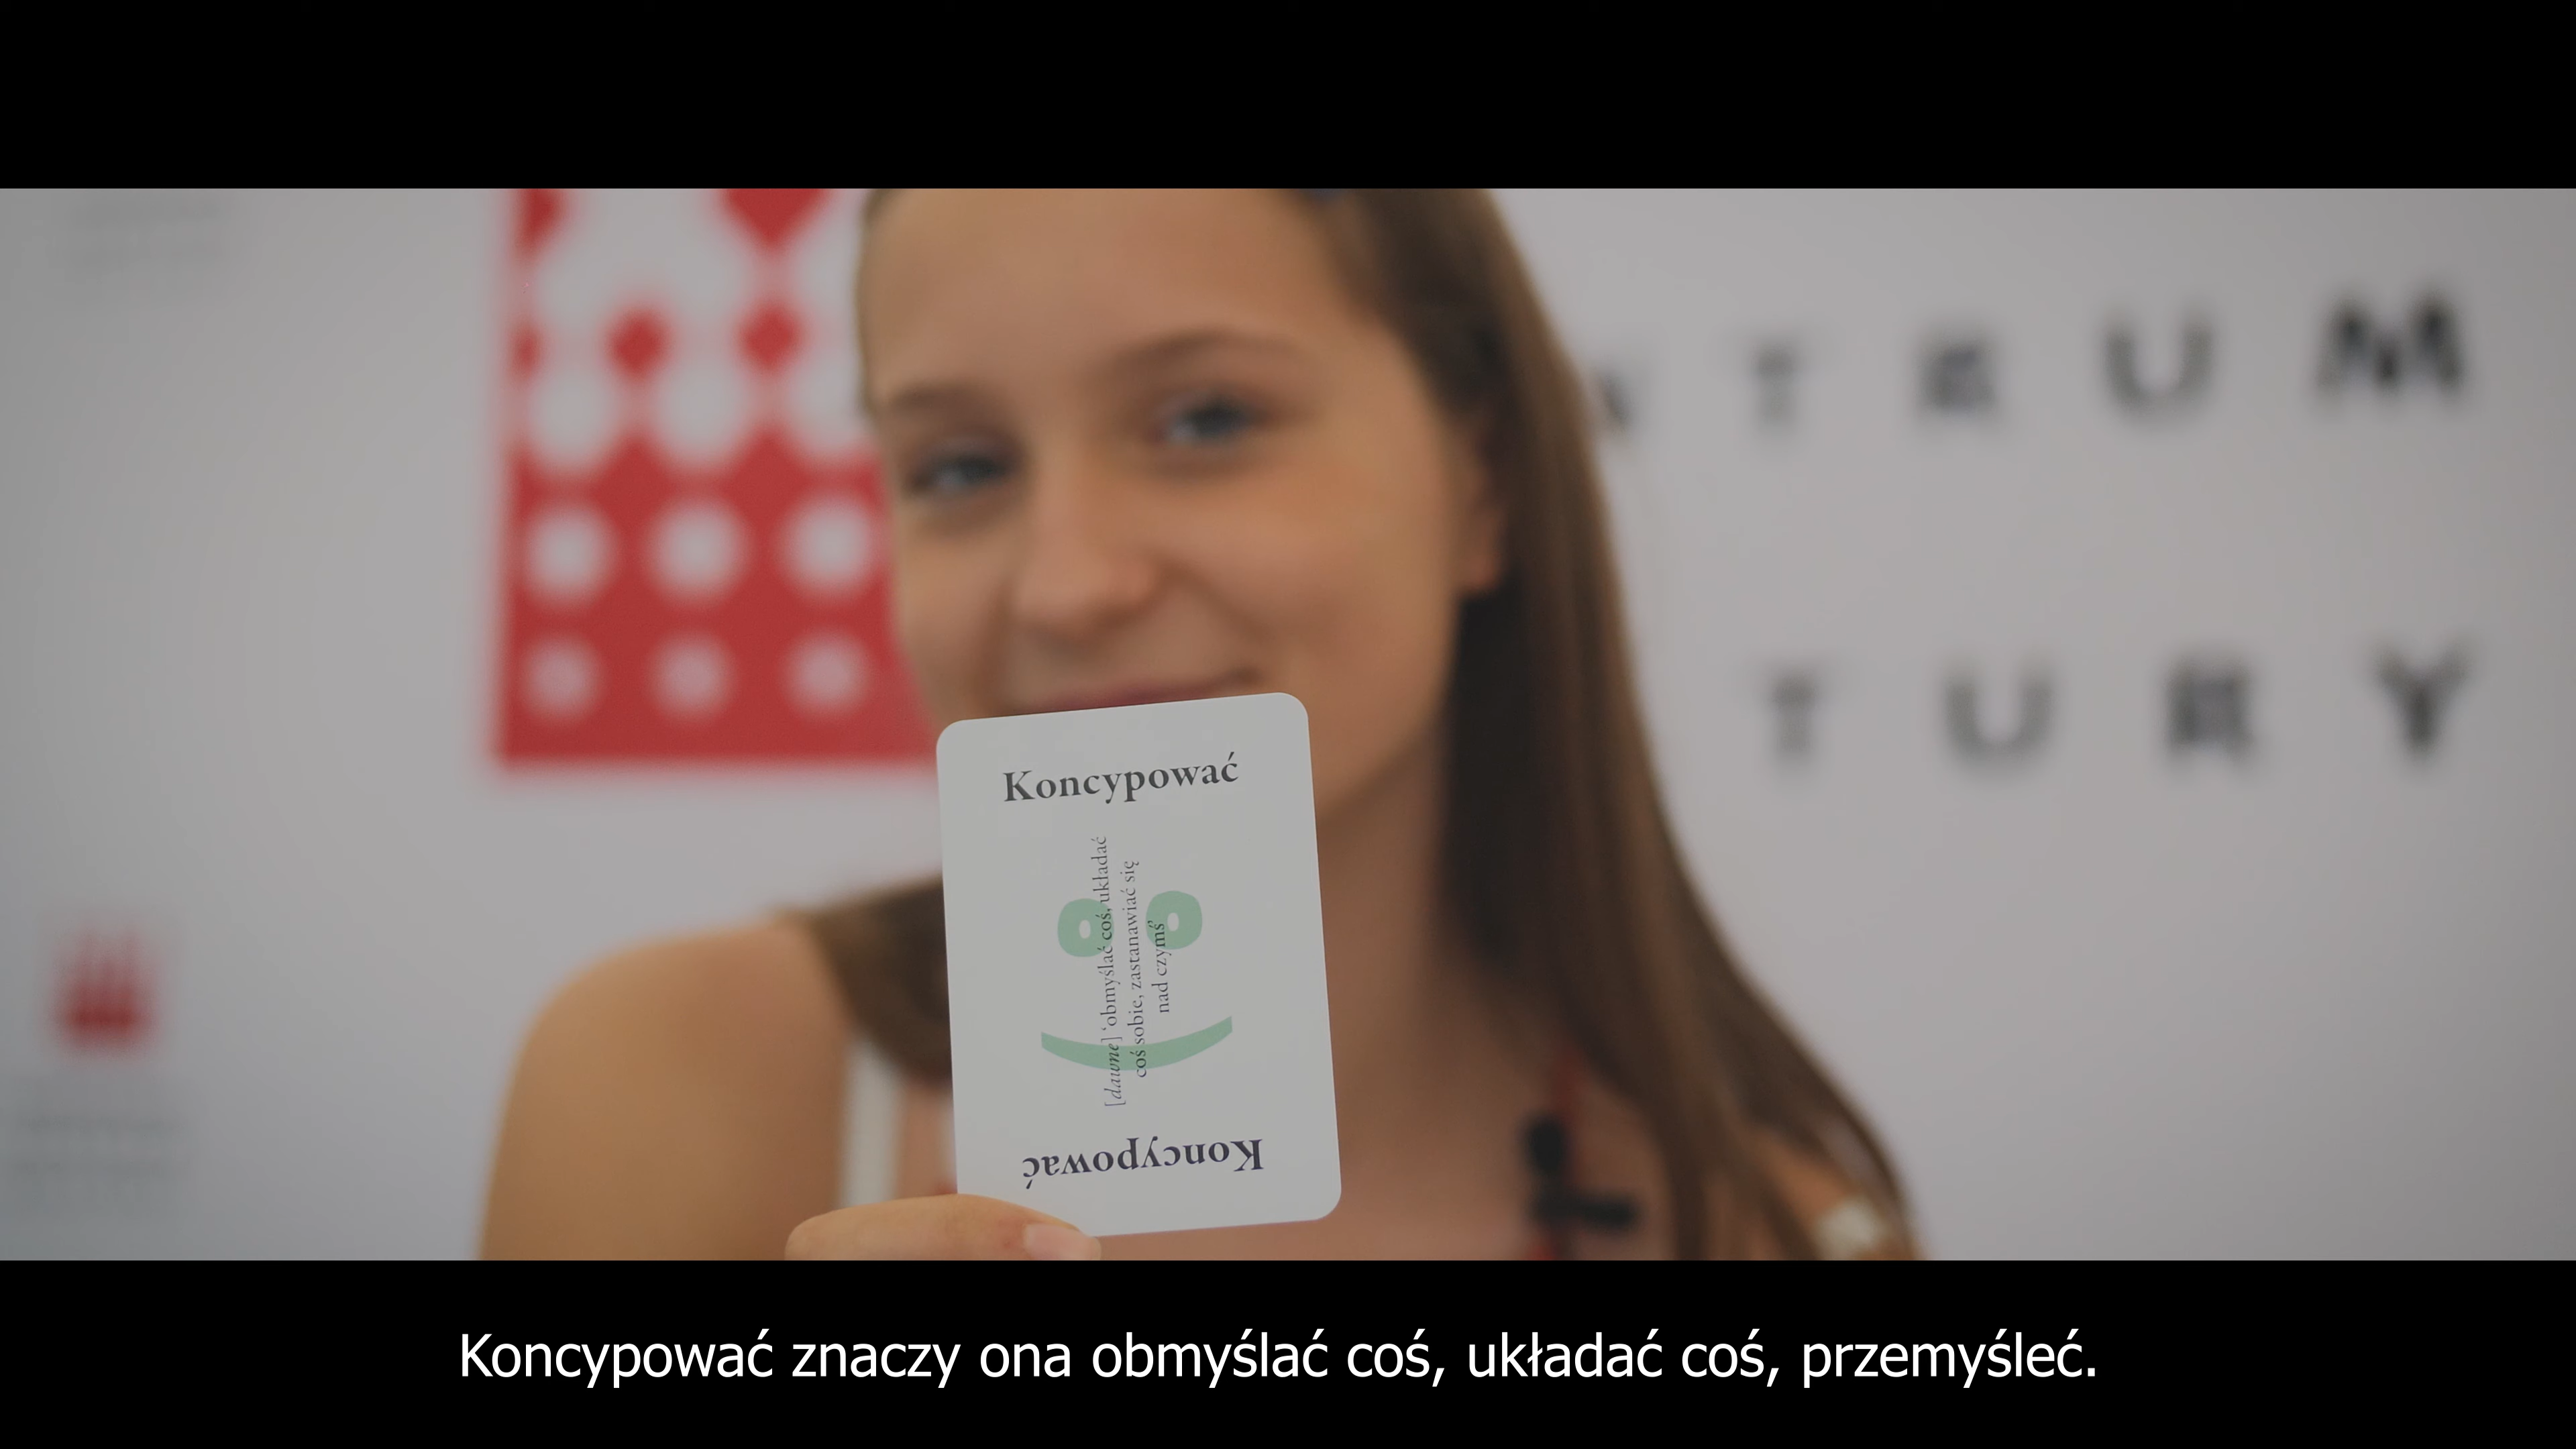 T R U M
T U R Y
Koncypować
[dawne] ‘obmyślać coś, układać
coś sobie, zastanawiać się
nad czymś’
Koncypować
Koncypować znaczy ona obmyślać coś, układać coś, przemyśleć.